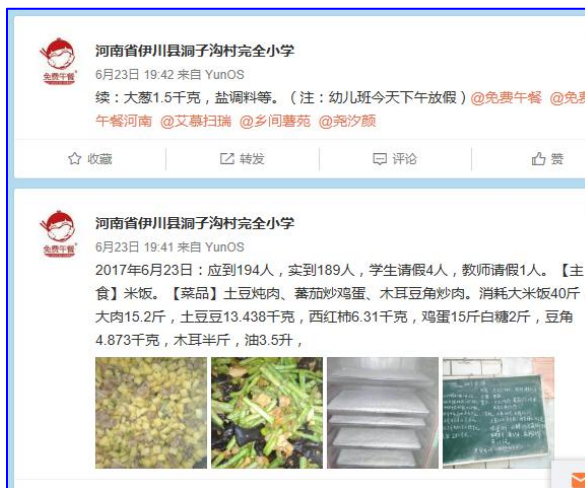 河南省伊川县洞子沟村完全小学
6月23日 19:42 来自 YunOS
续：大葱1.5千克，盐调料等。（注：幼儿班今天下午放假）@免费午餐 @免费
午餐河南 @艾慕扫瑞 @乡间薯苑 @尧汐颜
免费午餐
收藏 转发 评论 赞
河南省伊川县洞子沟村完全小学
6月23日 19:41 来自 YunOS
免费午餐
2017年6月23日：应到194人，实到189人，学生请假4人，教师请假1人。【主
食】米饭。【菜品】土豆炖肉、蕃茄炒鸡蛋、木耳豆角炒肉。消耗大米饭40斤
大肉15.2斤，土豆豆13.438千克，西红柿6.31千克，鸡蛋15斤白糖2斤，豆角
4.873千克，木耳半斤，油3.5升，